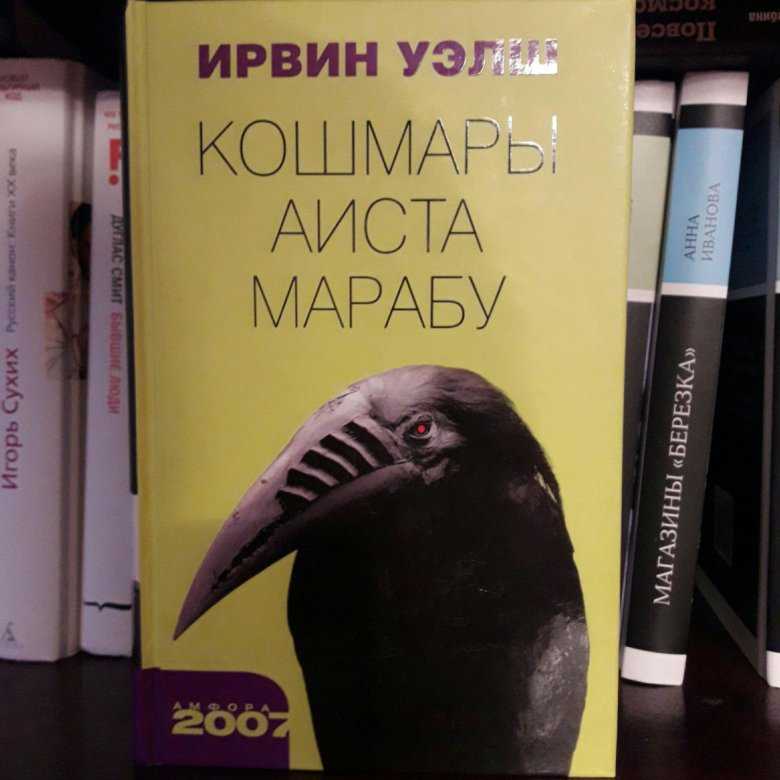 ИРВИН УЭЛШ
КОШМАРЫ
АИСТА
МАРАБУ
АМФОРА
2007
Игорь Сухих
Русский канон: Книги XX века
ДУГЛАС СМИТ
БЫВШИЕ ЛЮДИ
АННА
ИВАНОВА
МАГАЗИНЫ «БЕРЕЗКА»